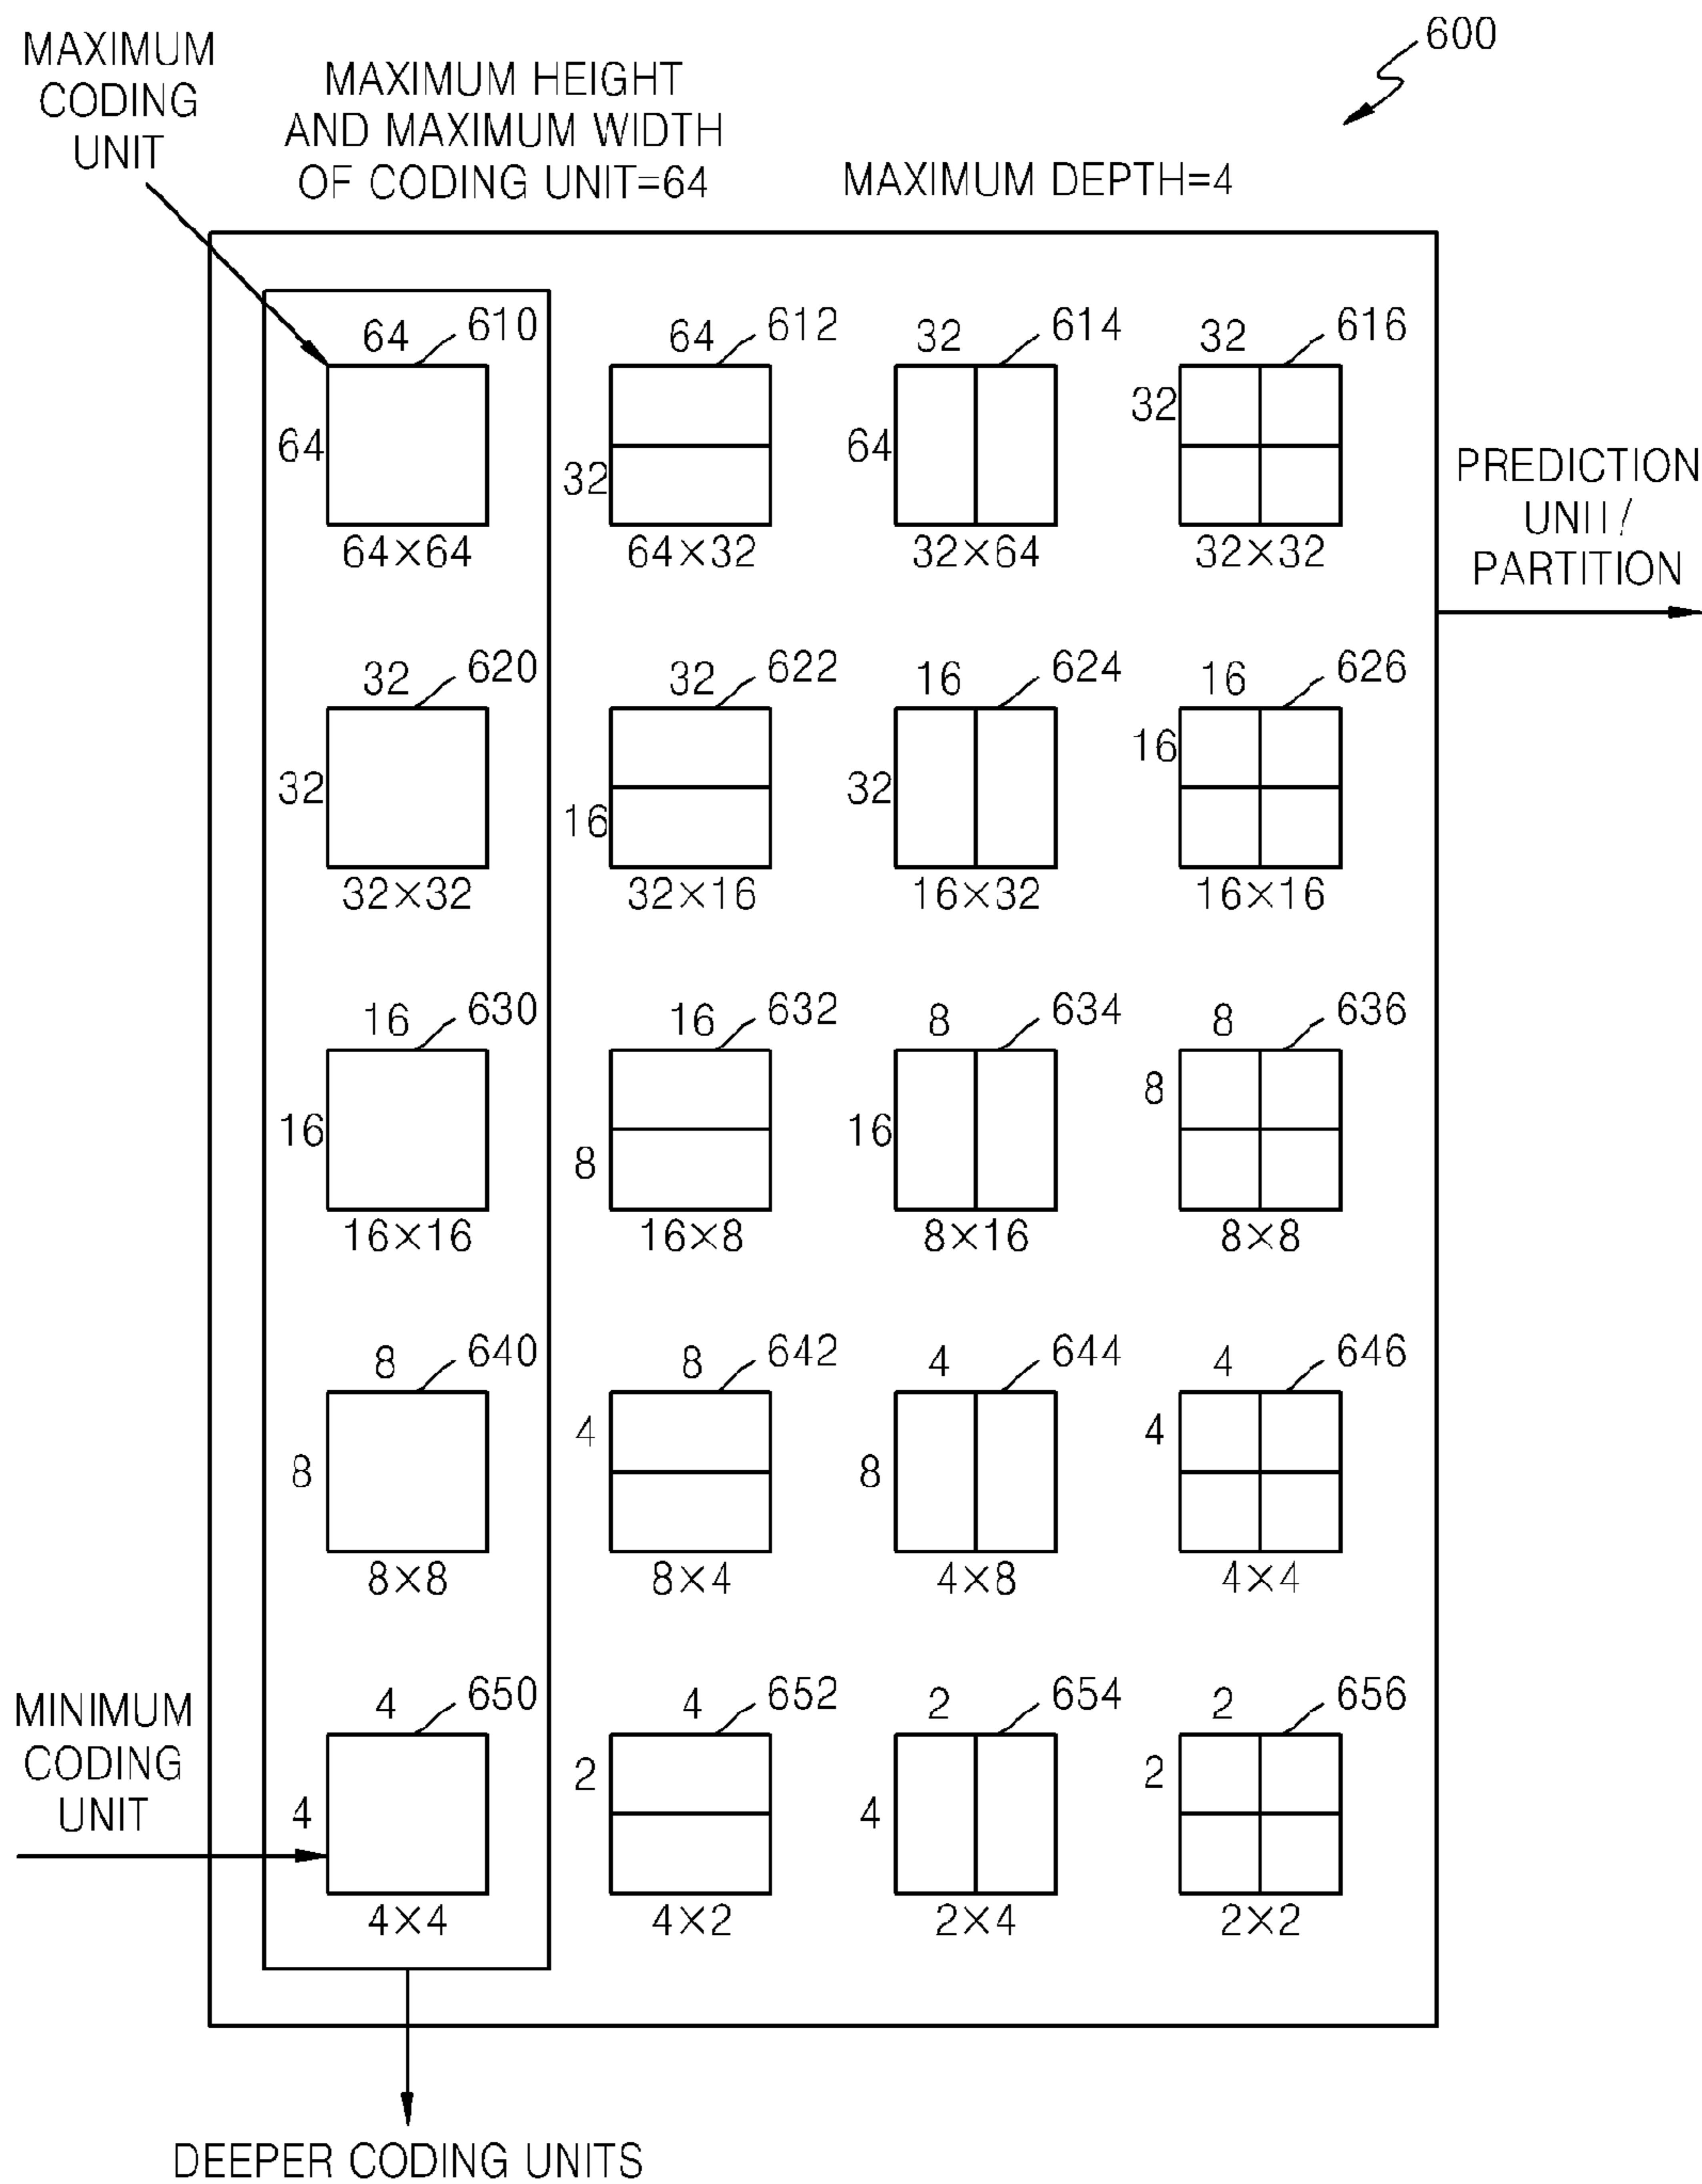 600
MAXIMUM
CODING
UNIT
MAXIMUM HEIGHT
AND MAXIMUM WIDTH
OF CODING UNIT=64
MAXIMUM DEPTH=4
64 610 64 612 32 614 32 616
64 32 64 32
64×64 64×32 32×64 32×32
PREDICTION
UNIT/
PARTITION
32 620 32 622 16 624 16 626
32 16 32 16
32×32 32×16 16×32 16×16
16 630 16 632 8 634 8 636
16 8 16 8
16×16 16×8 8×16 8×8
8 640 8 642 4 644 4 646
8 4 8 4
8×8 8×4 4×8 4×4
MINIMUM
CODING
UNIT
4 650 4 652 2 654 2 656
4 2 4 2
4×4 4×2 2×4 2×2
DEEPER CODING UNITS